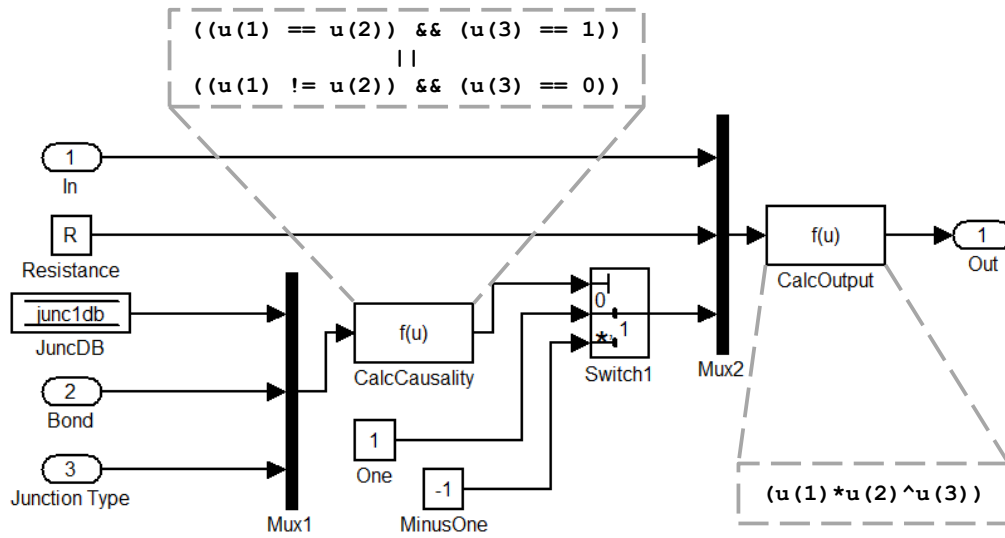 ((u(1) == u(2)) && (u(3) == 1))
||
((u(1) != u(2)) && (u(3) == 0))
1
In
R
Resistance
junc1db
JuncDB
2
Bond
3
Junction Type
Mux1
f(u)
CalcCausality
1
One
-1
MinusOne
0
1
*
Switch1
Mux2
f(u)
CalcOutput
1
Out
(u(1)*u(2)^u(3))